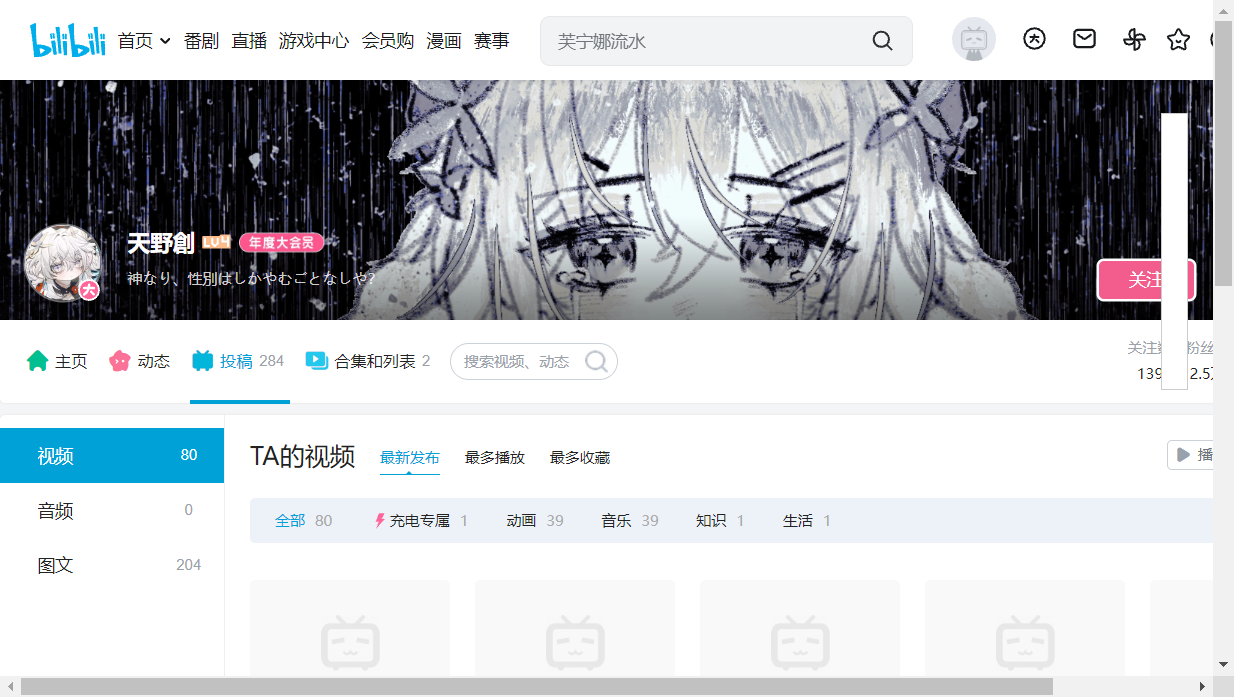 bilibili 首页 番剧 直播 游戏中心 会员购 漫画 赛事 芙宁娜流水
天野創 LV4 年度大会员
神なり、性別はしかやむごとなしや?
大
关注
主页 动态 投稿 284 合集和列表 2 搜索视频、动态
关注 粉丝
139 2.5
视频 80
音频 0
图文 204
TA的视频 最新发布 最多播放 最多收藏 播
全部 80 充电专属 1 动画 39 音乐 39 知识 1 生活 1